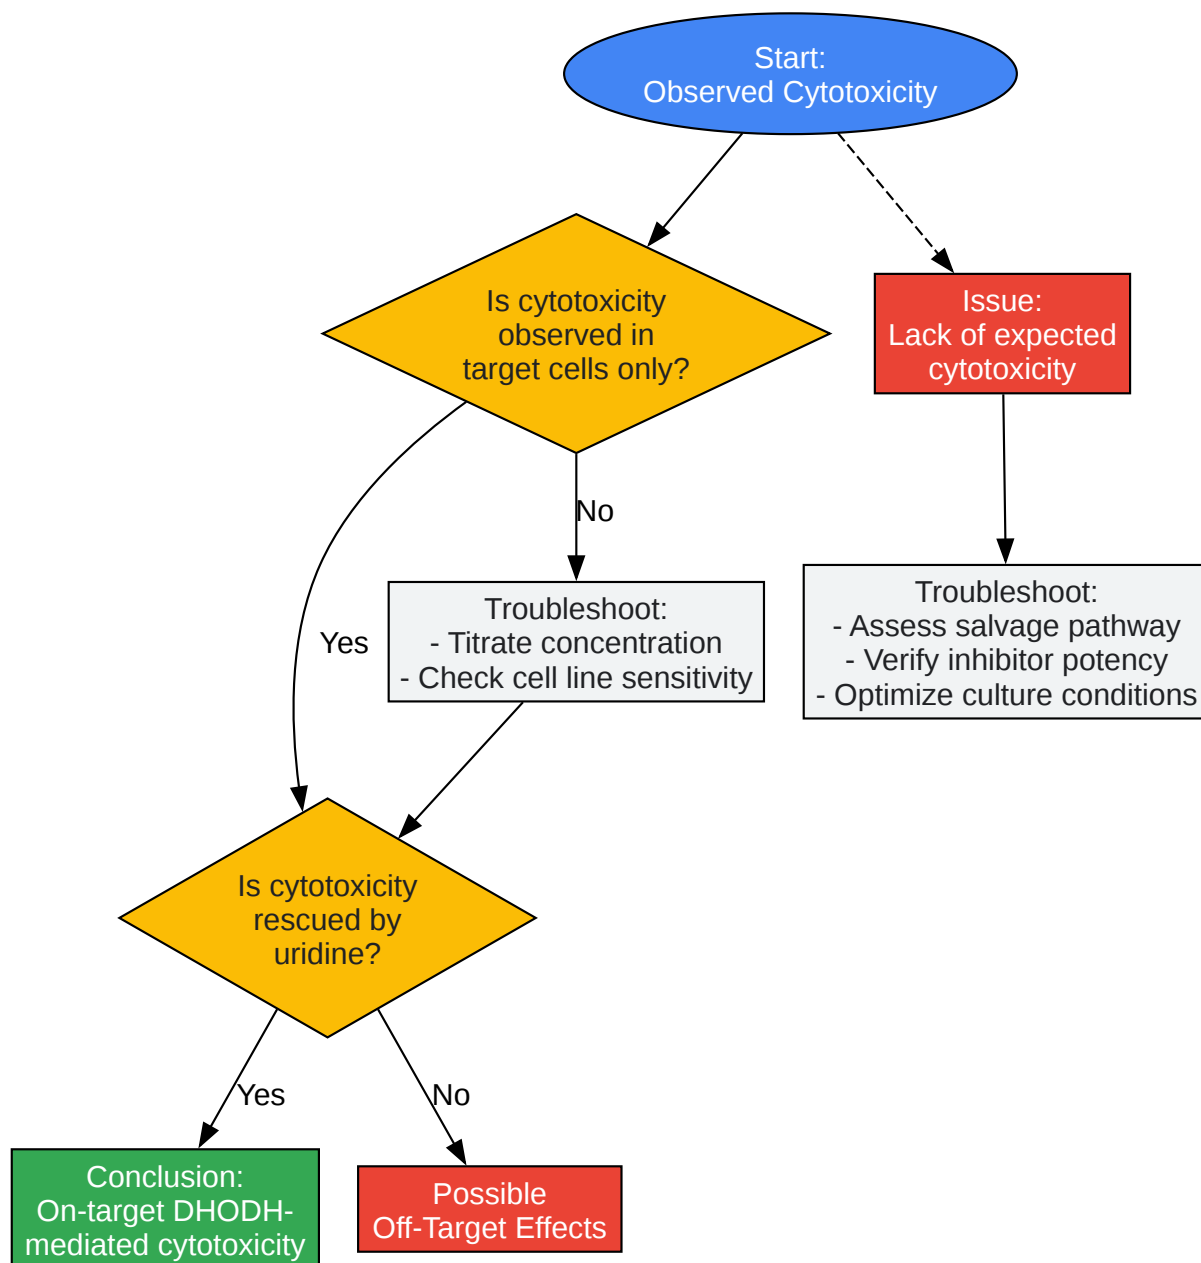 Start:
Observed Cytotoxicity
Is cytotoxicity
observed in
target cells only?
Issue:
Lack of expected
cytotoxicity
No
Yes
Troubleshoot:
- Titrate concentration
- Check cell line sensitivity
Troubleshoot:
- Assess salvage pathway
- Verify inhibitor potency
- Optimize culture conditions
Is cytotoxicity
rescued by
uridine?
Yes
No
Conclusion:
On-target DHODH-
mediated cytotoxicity
Possible
Off-Target Effects